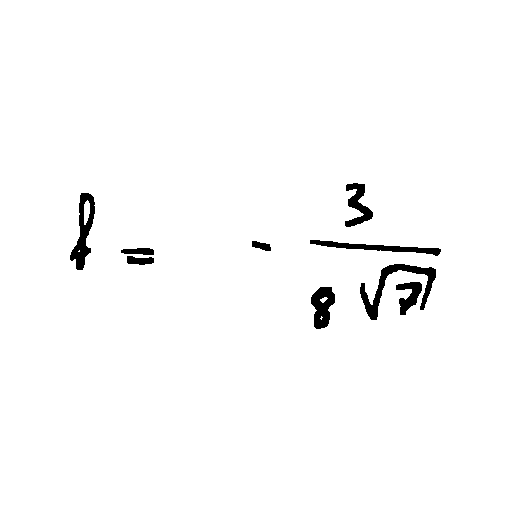 l = - 3 / 8 √7